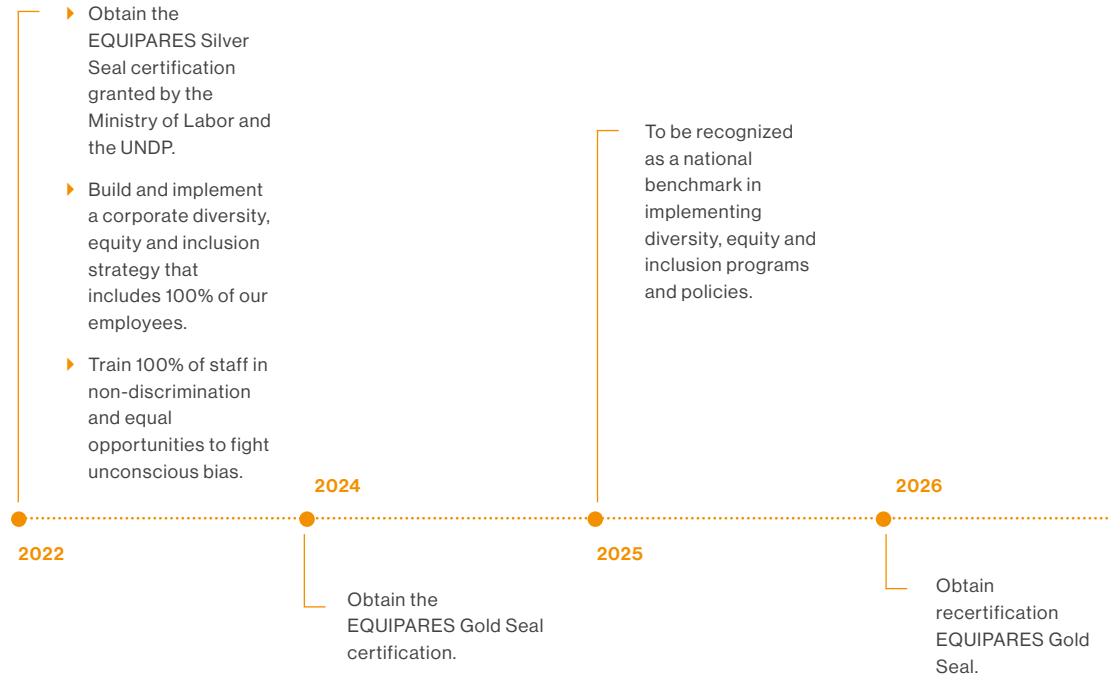 Obtain the
EQUIPARES Silver
Seal certification
granted by the
Ministry of Labor and
the UNDP.
Build and implement
a corporate diversity,
equity and inclusion
strategy that
includes 100% of our
employees.
Train 100% of staff in
non-discrimination
and equal
opportunities to fight
unconscious bias.
2022
2024
Obtain the
EQUIPARES Gold Seal
certification.
To be recognized
as a national
benchmark in
implementing
diversity, equity and
inclusion programs
and policies.
2025
2026
Obtain
recertification
EQUIPARES Gold
Seal.